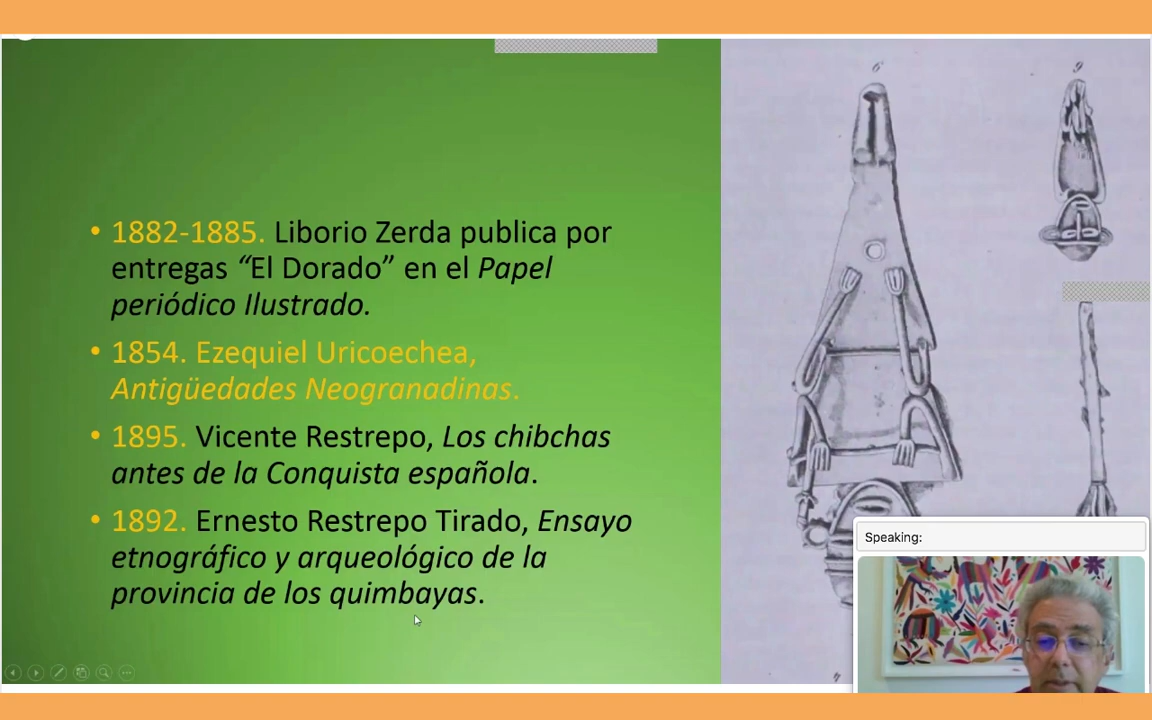 • 1882-1885. Liborio Zerda publica por
entregas “El Dorado” en el Papel
periódico Ilustrado.
• 1854. Ezequiel Uricoechea,
Antigüedades Neogranadinas.
• 1895. Vicente Restrepo, Los chibchas
antes de la Conquista española.
• 1892. Ernesto Restrepo Tirado, Ensayo
etnográfico y arqueológico de la
provincia de los quimbayas.
6
9
Speaking: